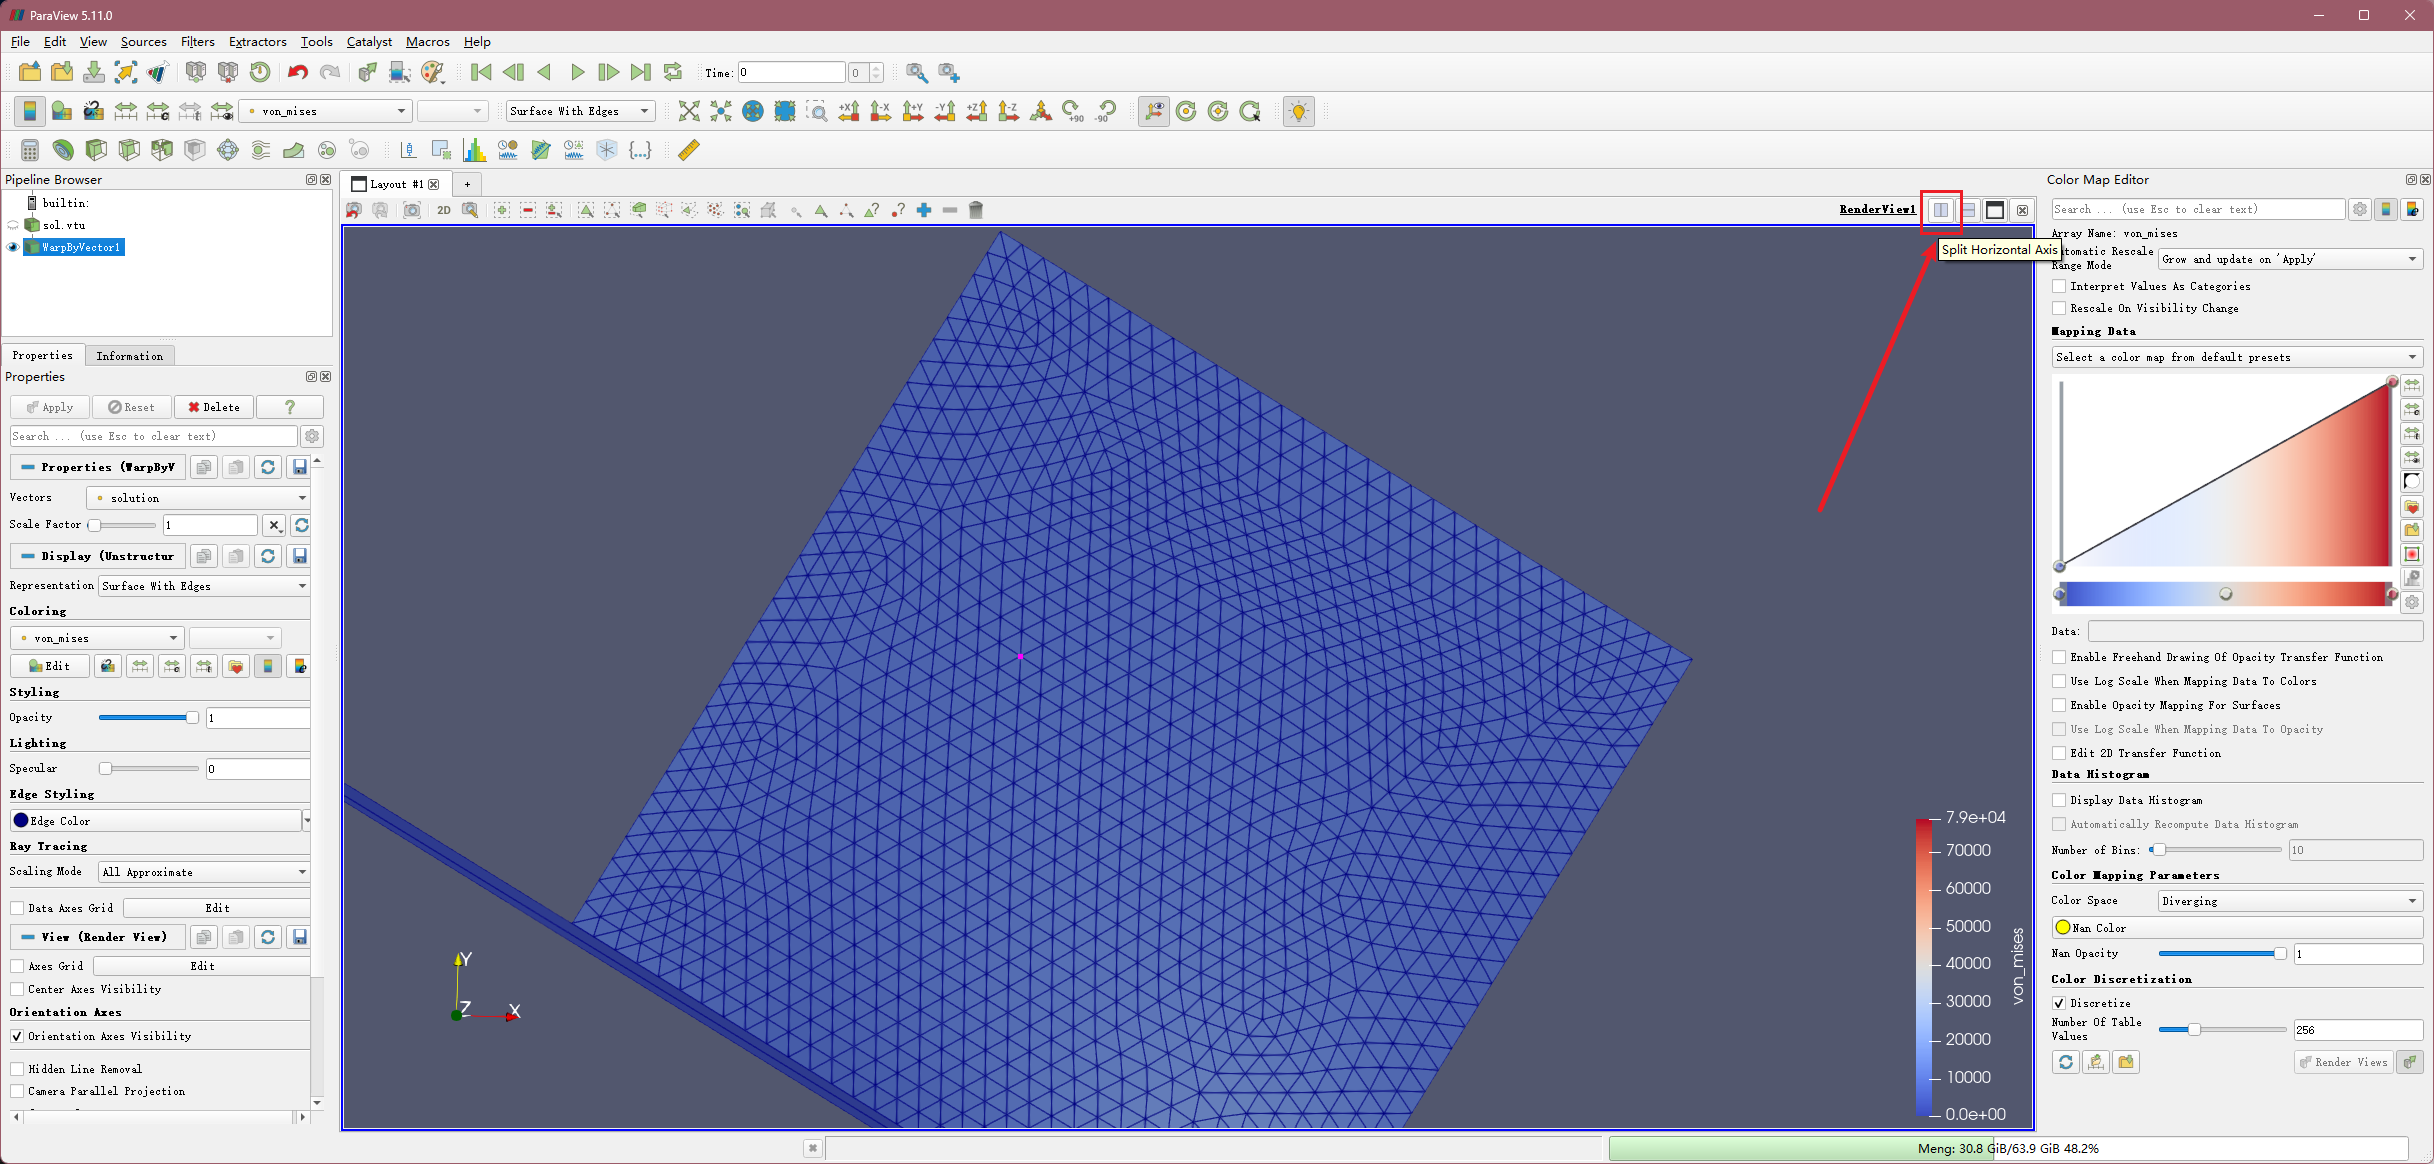 ParaView 5.11.0
File Edit View Sources Filters Extractors Tools Catalyst Macros Help
Time: 0 0
von_mises Surface With Edges +X -X +Y -Y +Z -Z +90 -90
Pipeline Browser
builtin:
sol.vtu
WarpByVector1
Properties Information
Properties
Apply Reset Delete ?
Search ... (use Esc to clear text)
Properties (WarpByV
Vectors solution
Scale Factor 1
Display (Unstructur
Representation Surface With Edges
Coloring
von_mises
Edit
Styling
Opacity 1
Lighting
Specular 0
Edge Styling
Edge Color
Ray Tracing
Scaling Mode All Approximate
Data Axes Grid Edit
View (Render View)
Axes Grid Edit
Center Axes Visibility
Orientation Axes
Orientation Axes Visibility
Hidden Line Removal
Camera Parallel Projection
Layout #1 +
2D RenderView1
Split Horizontal Axis
Y
Z X
7.9e+04
70000
60000
50000
40000
30000
20000
10000
0.0e+00
von_mises
Color Map Editor
Search ... (use Esc to clear text)
Array Name: von_mises
tomatic Rescale
Range Mode Grow and update on 'Apply'
Interpret Values As Categories
Rescale On Visibility Change
Mapping Data
Select a color map from default presets
Data:
Enable Freehand Drawing Of Opacity Transfer Function
Use Log Scale When Mapping Data To Colors
Enable Opacity Mapping For Surfaces
Use Log Scale When Mapping Data To Opacity
Edit 2D Transfer Function
Data Histogram
Display Data Histogram
Automatically Recompute Data Histogram
Number of Bins: 10
Color Mapping Parameters
Color Space Diverging
Nan Color
Nan Opacity 1
Color Discretization
Discretize
Number Of Table
Values 256
Render Views
Meng: 30.8 GiB/63.9 GiB 48.2%